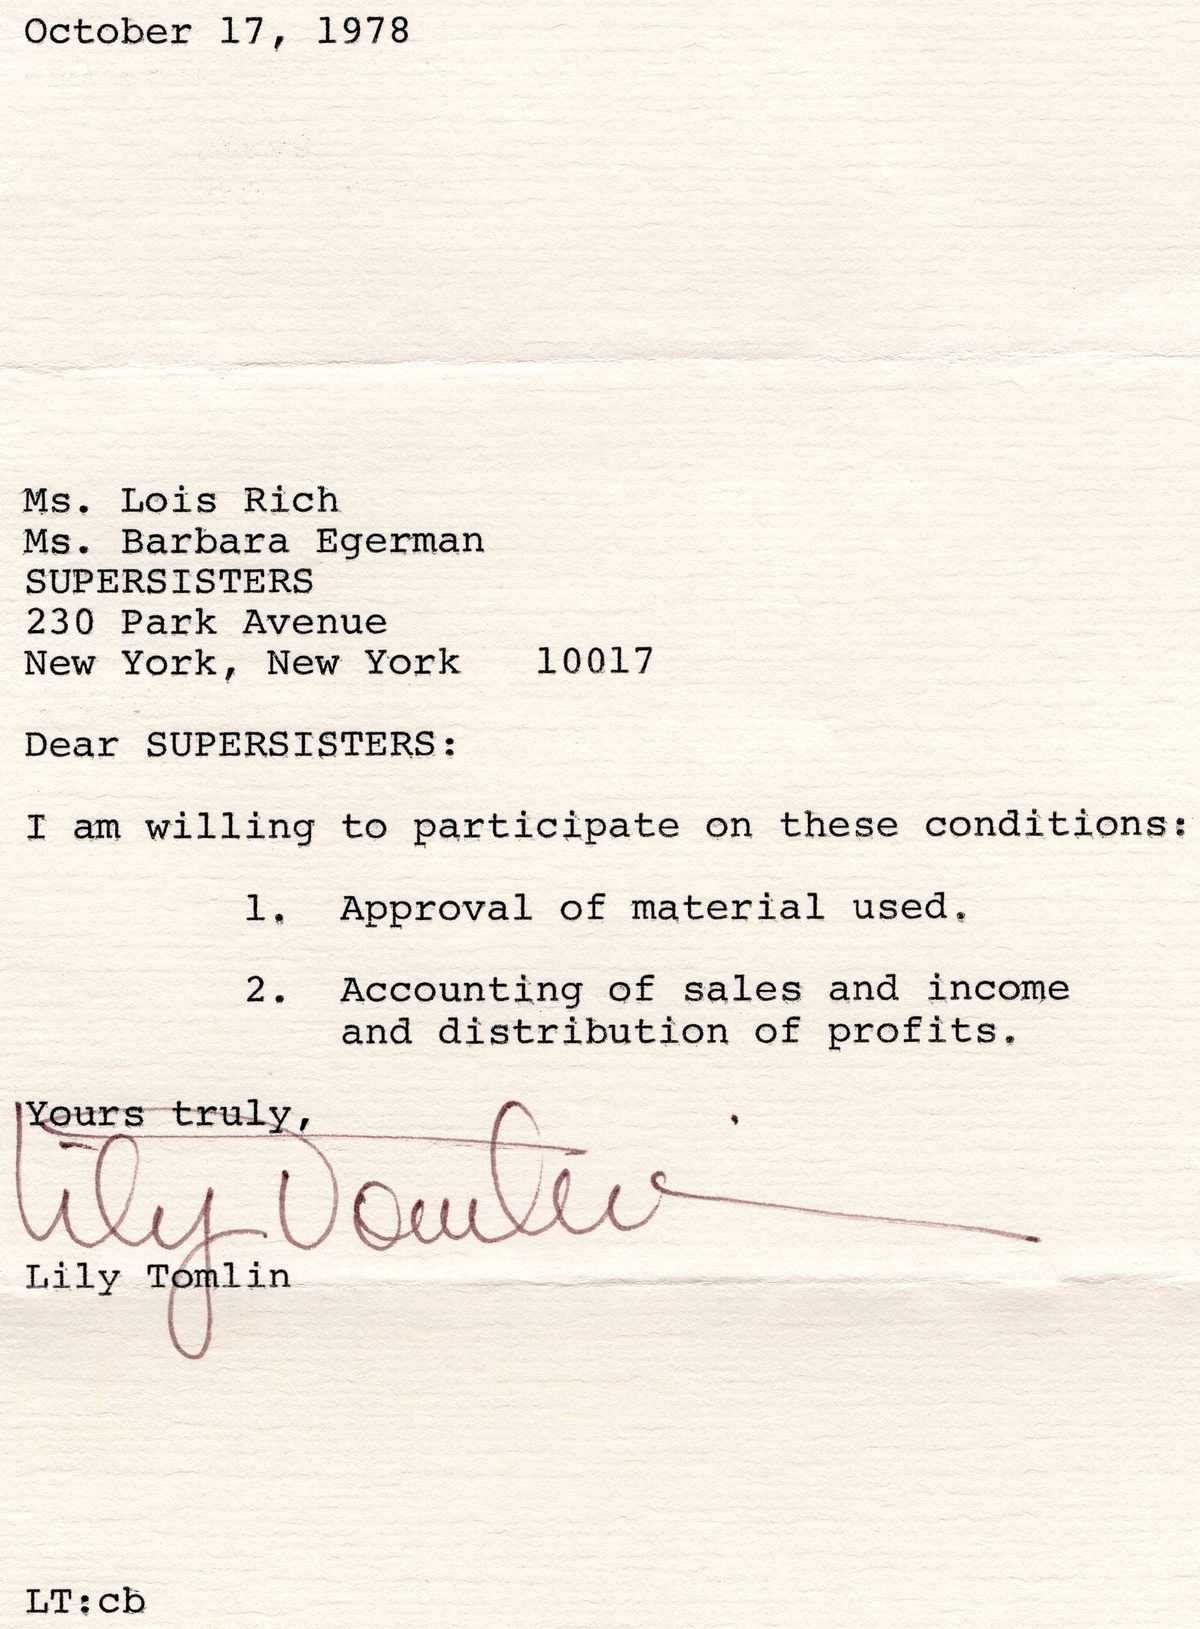 October 17, 1978
Ms. Lois Rich
Ms. Barbara Egerman
SUPERSISTERS
230 Park Avenue
New York, New York   10017
Dear SUPERSISTERS:
I am willing to participate on these conditions:
1.  Approval of material used.
2.  Accounting of sales and income
and distribution of profits.
Yours truly,
Lily Tomlin
Lily Tomlin
LT:cb